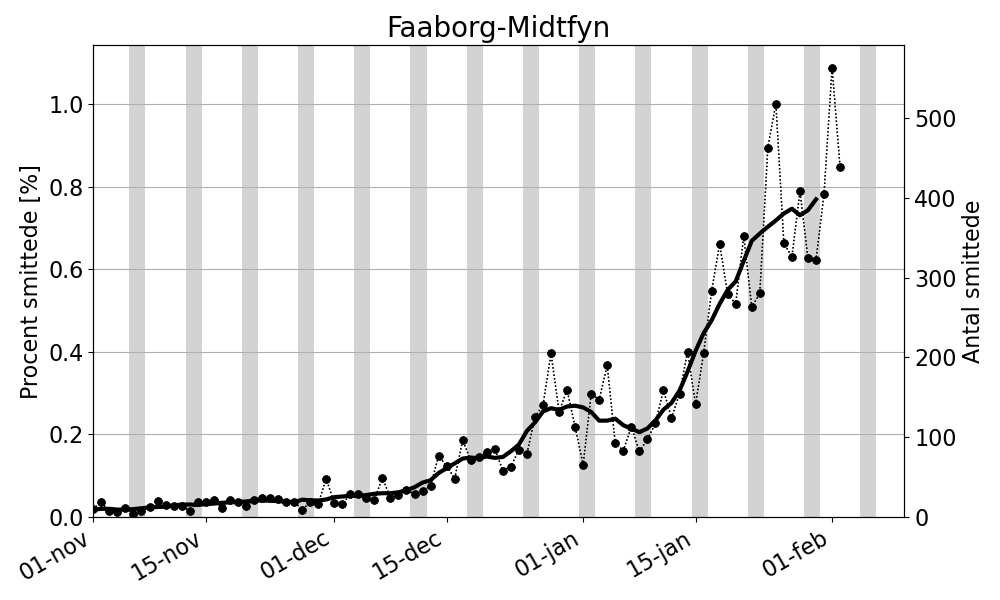 Faaborg-Midtfyn
Procent smittede [%]
1.0
0.8
0.6
0.4
0.2
0.0
500
400
300
200
100
0
Antal smittede
01-nov
15-nov
01-dec
15-dec
01-jan
15-jan
01-feb